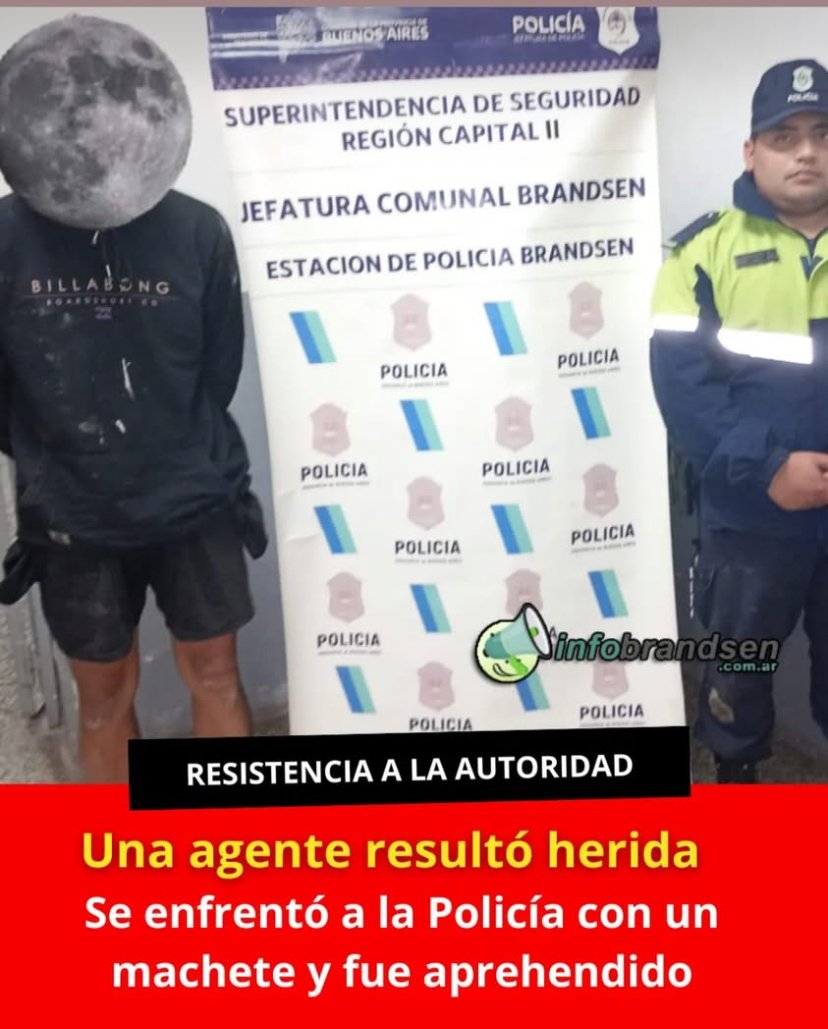 BUENOS AIRES
POLICÍA
SUPERINTENDENCIA DE SEGURIDAD
REGIÓN CAPITAL II
JEFATURA COMUNAL BRANDSEN
ESTACION DE POLICIA BRANDSEN
POLICIA
BILLABONG
POLICIA
POLICIA
POLICIA
POLICIA
POLICIA
POLICIA
POLICIA
POLICIA
POLICIA
infobrandsen
.com.ar
RESISTENCIA A LA AUTORIDAD
Una agente resultó herida
Se enfrentó a la Policía con un
machete y fue aprehendido